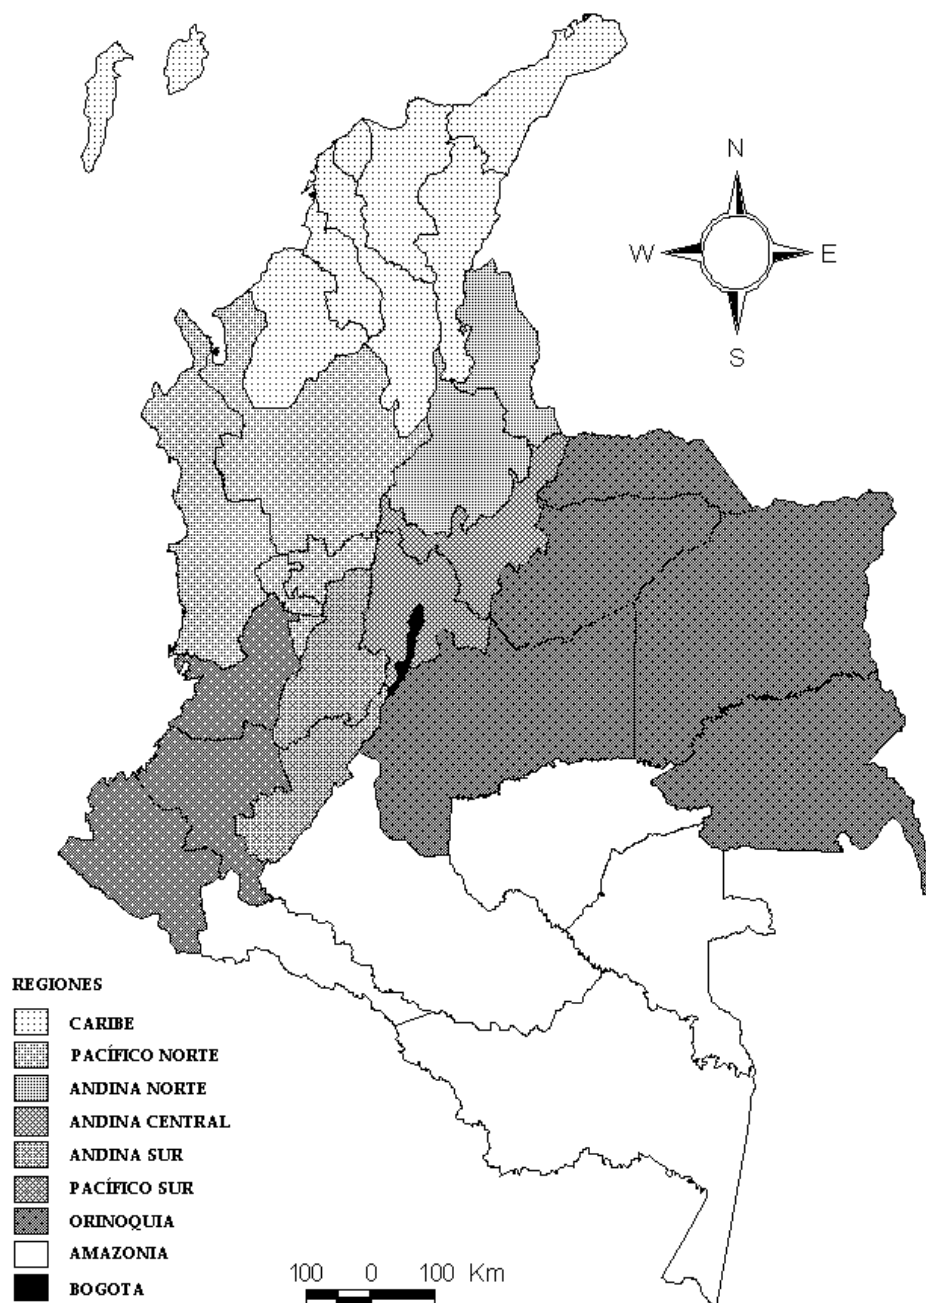 N
W E
S
REGIONES
CARIBE
PACÍFICO NORTE
ANDINA NORTE
ANDINA CENTRAL
ANDINA SUR
PACÍFICO SUR
ORINOQUIA
AMAZONIA
BOGOTA
100 0 100 Km